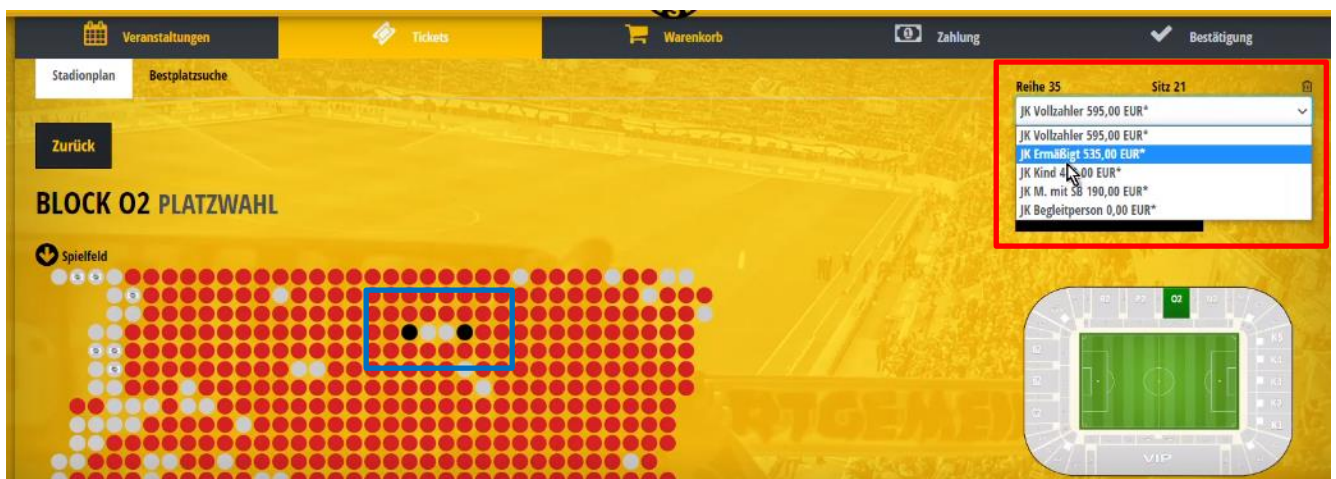 Veranstaltungen
Tickets
Warenkorb
Zahlung
Bestätigung
Stadionplan
Bestplatzsuche
Reihe 35 Sitz 21
JK Vollzahler 595,00 EUR*
JK Vollzahler 595,00 EUR*
JK Ermäßigt 535,00 EUR*
JK Kind 00 EUR*
JK M. mit SB 190,00 EUR*
JK Begleitperson 0,00 EUR*
Zurück
BLOCK O2 PLATZWAHL
Spielfeld
O2
VIP